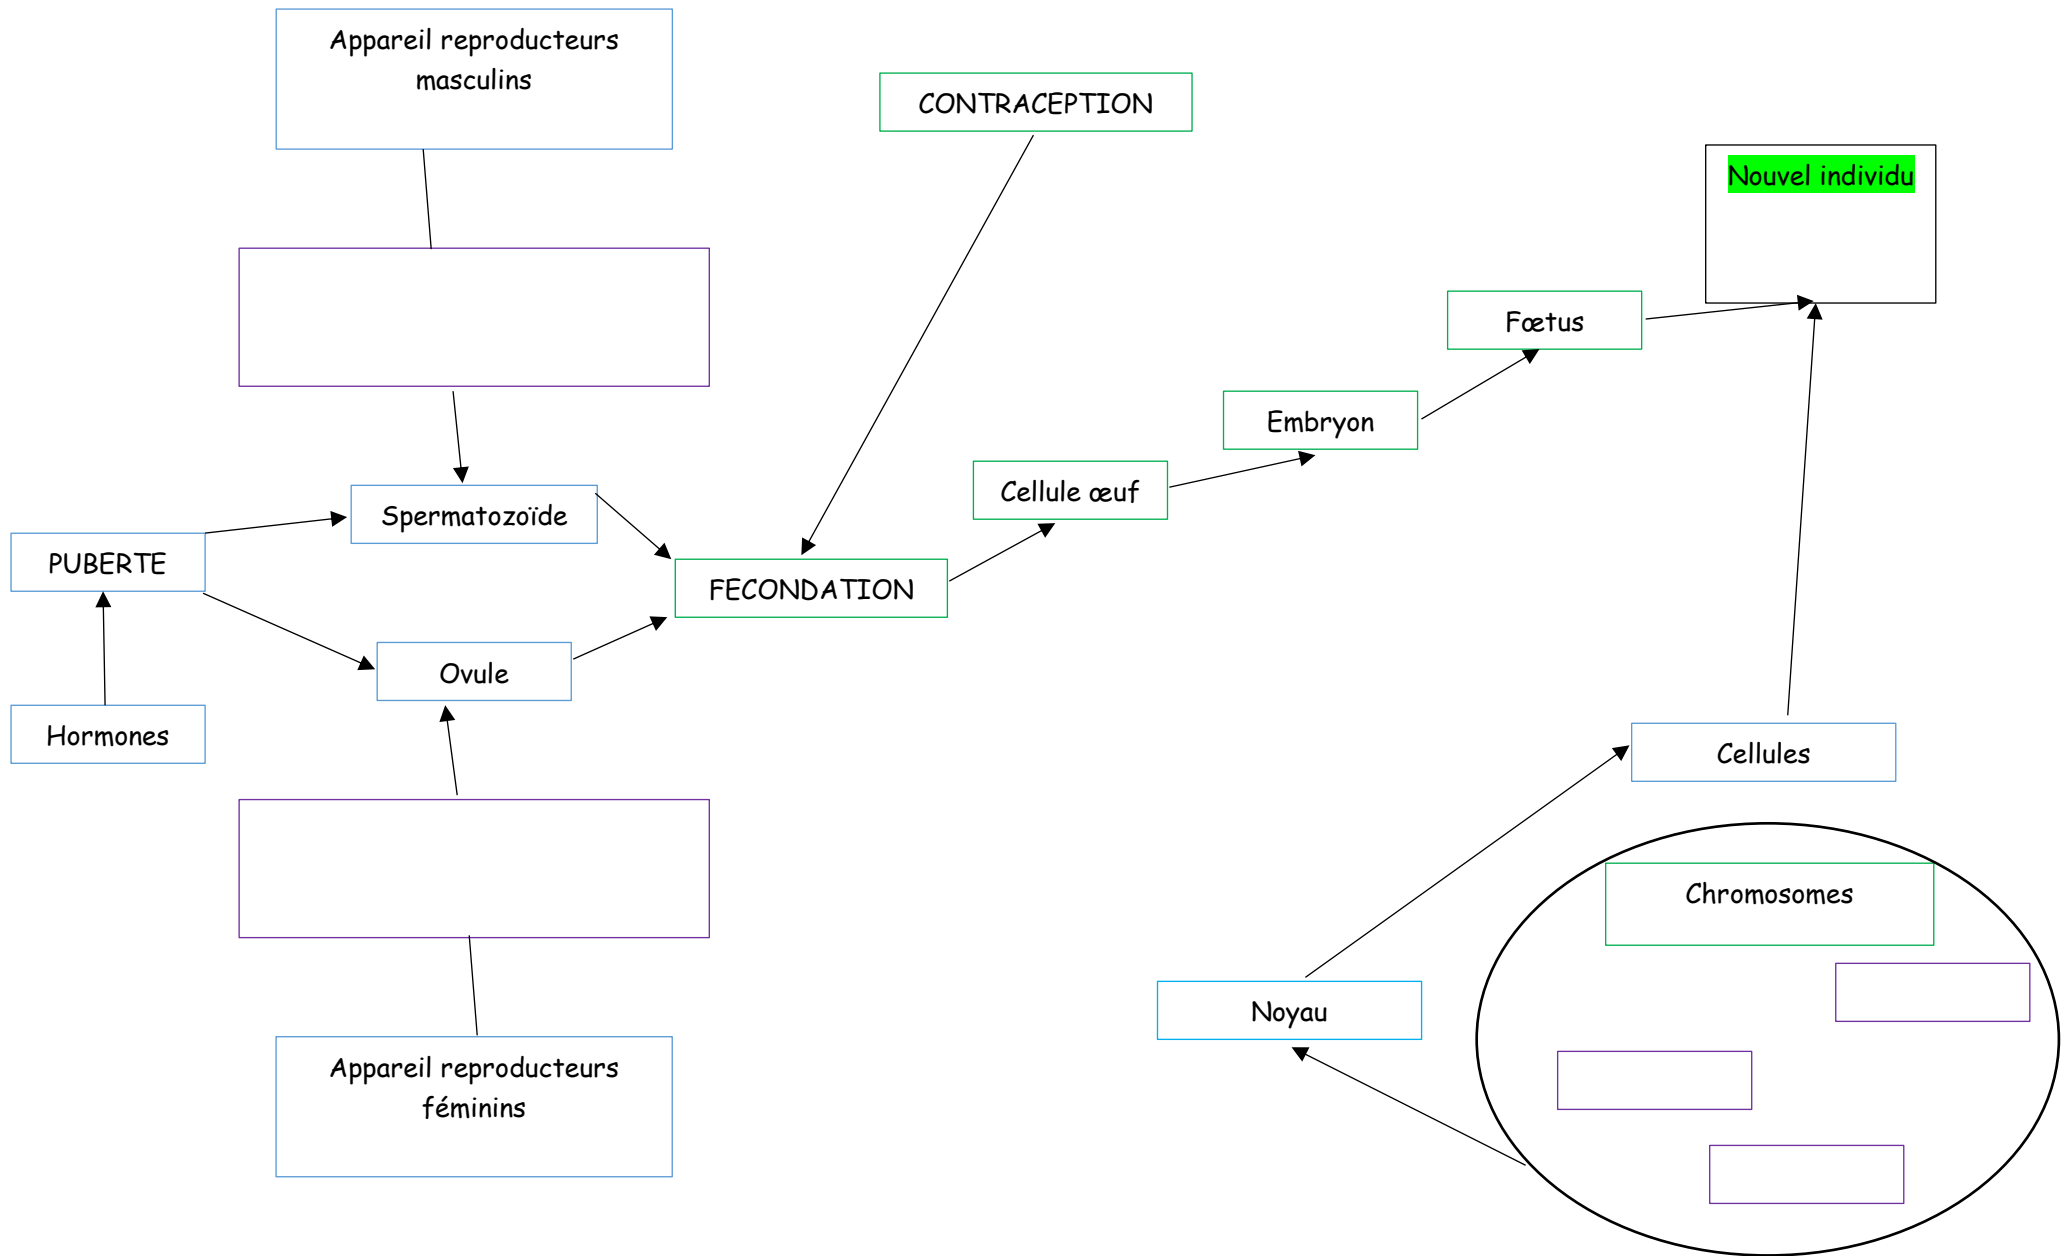 Appareil reproducteurs
masculins
CONTRACEPTION
Nouvel individu
Fœtus
Embryon
Cellule œuf
Spermatozoïde
PUBERTE
FECONDATION
Ovule
Hormones
Cellules
Chromosomes
Noyau
Appareil reproducteurs
féminins